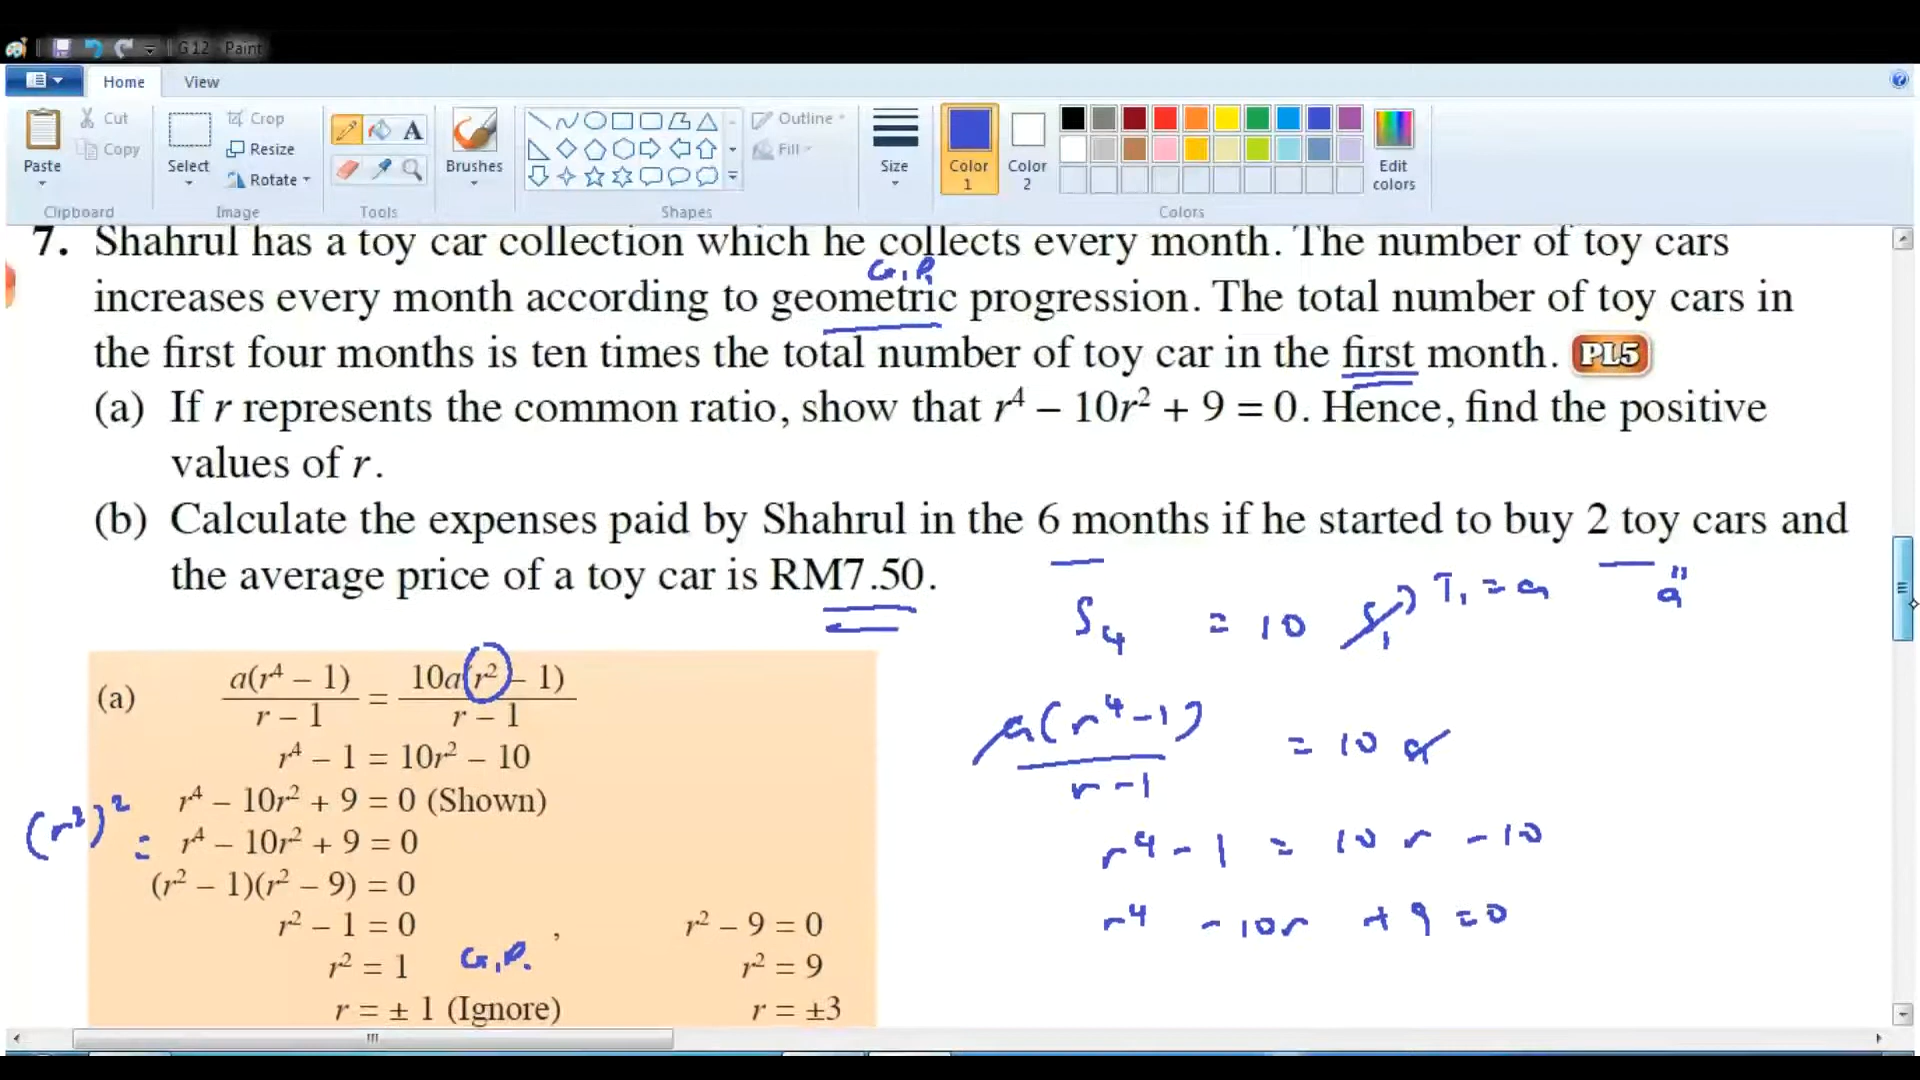 G12 - Paint
Home View
Paste Cut Copy Select Crop Resize Rotate A Brushes Outline Fill Size Color 1 Color 2 Edit colors
Clipboard Image Tools Shapes Colors
7. Shahrul has a toy car collection which he collects every month. The number of toy cars
G.P.
increases every month according to geometric progression. The total number of toy cars in
the first four months is ten times the total number of toy car in the first month. PL5
(a) If r represents the common ratio, show that r⁴ – 10r² + 9 = 0. Hence, find the positive
values of r.
(b) Calculate the expenses paid by Shahrul in the 6 months if he started to buy 2 toy cars and
the average price of a toy car is RM7.50.
S₄ = 10 S₁ T₁ = a
a
(a) a(r⁴ – 1) / r – 1 = 10a(r² – 1) / r – 1
r⁴ – 1 = 10r² – 10
r⁴ – 10r² + 9 = 0 (Shown)
(r²)² = r⁴ – 10r² + 9 = 0
(r² – 1)(r² – 9) = 0
r² – 1 = 0 , r² – 9 = 0
r² = 1 G.P. r² = 9
r = ± 1 (Ignore) r = ±3
a(r⁴-1) / r-1 = 10 a
r⁴ - 1 = 10 r - 10
r⁴ - 10r + 9 = 0